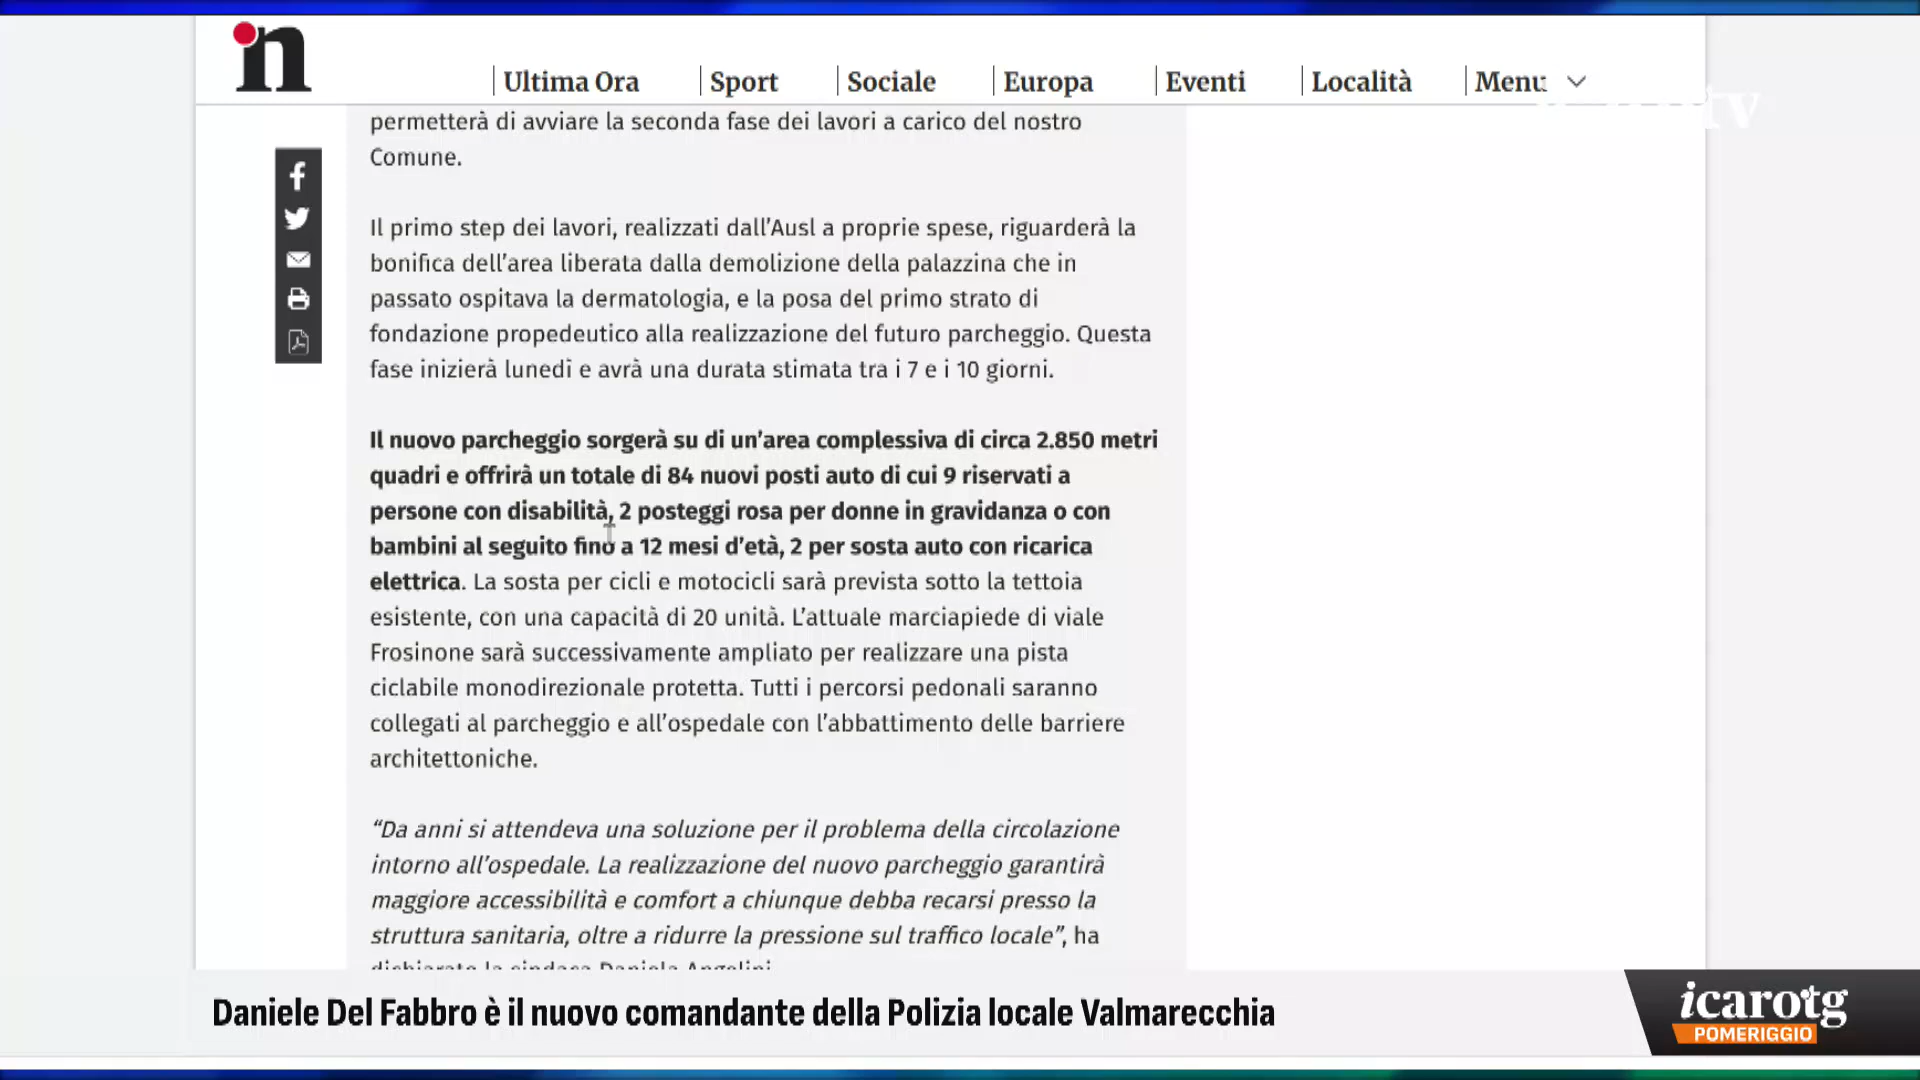 n
Ultima Ora
Sport
Sociale
Europa
Eventi
Località
Menu
tv
permetterà di avviare la seconda fase dei lavori a carico del nostro
Comune.
Il primo step dei lavori, realizzati dall’Ausl a proprie spese, riguarderà la
bonifica dell’area liberata dalla demolizione della palazzina che in
passato ospitava la dermatologia, e la posa del primo strato di
fondazione propedeutico alla realizzazione del futuro parcheggio. Questa
fase inizierà lunedì e avrà una durata stimata tra i 7 e i 10 giorni.
Il nuovo parcheggio sorgerà su di un’area complessiva di circa 2.850 metri
quadri e offrirà un totale di 84 nuovi posti auto di cui 9 riservati a
persone con disabilità, 2 posteggi rosa per donne in gravidanza o con
bambini al seguito fino a 12 mesi d’età, 2 per sosta auto con ricarica
elettrica. La sosta per cicli e motocicli sarà prevista sotto la tettoia
esistente, con una capacità di 20 unità. L’attuale marciapiede di viale
Frosinone sarà successivamente ampliato per realizzare una pista
ciclabile monodirezionale protetta. Tutti i percorsi pedonali saranno
collegati al parcheggio e all’ospedale con l’abbattimento delle barriere
architettoniche.
“Da anni si attendeva una soluzione per il problema della circolazione
intorno all’ospedale. La realizzazione del nuovo parcheggio garantirà
maggiore accessibilità e comfort a chiunque debba recarsi presso la
struttura sanitaria, oltre a ridurre la pressione sul traffico locale”, ha
dichiarato la sindaca Daniela Angelini
Daniele Del Fabbro è il nuovo comandante della Polizia locale Valmarecchia
icarotg
POMERIGGIO